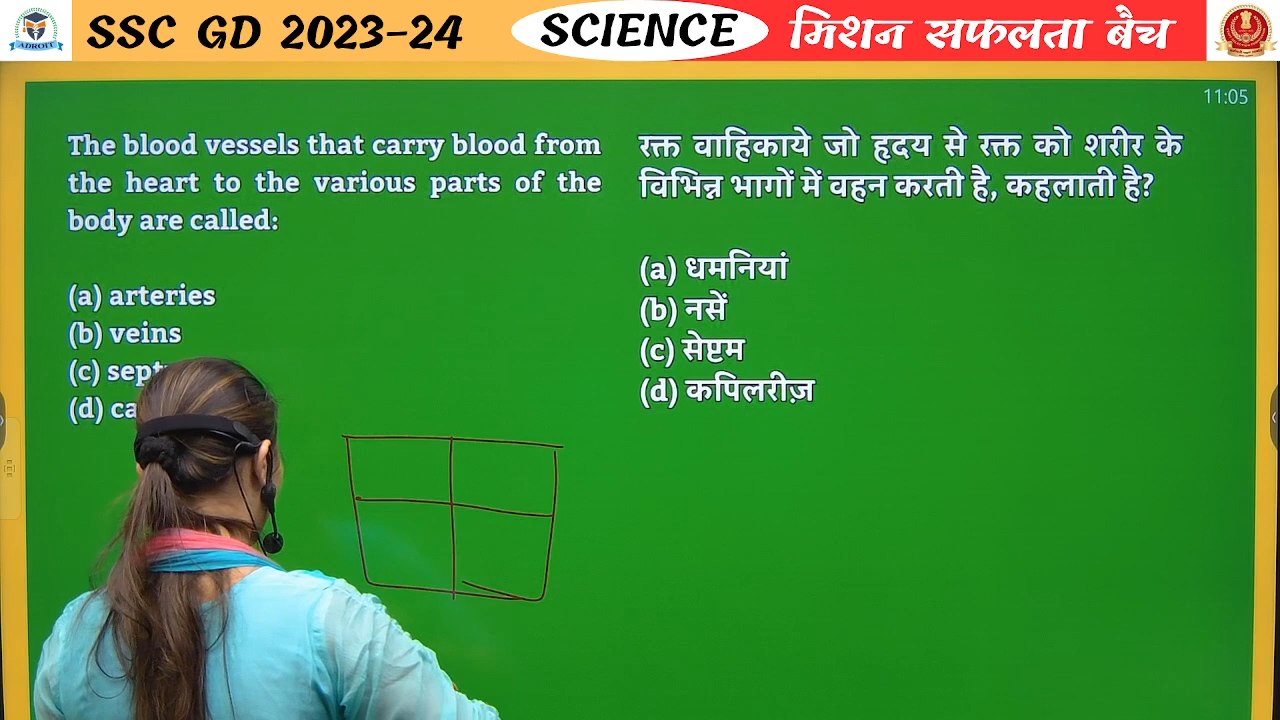 SSC GD 2023-24
SCIENCE
मिशन सफलता बैच
ADROIT
11:05
The blood vessels that carry blood from
the heart to the various parts of the
body are called:
(a) arteries
(b) veins
(c)
(d)
रक्त वाहिकाये जो हृदय से रक्त को शरीर के
विभिन्न भागों में वहन करती है, कहलाती है?
(a) धमनियां
(b) नसें
(c) सेप्टम
(d) कपिलरीज़